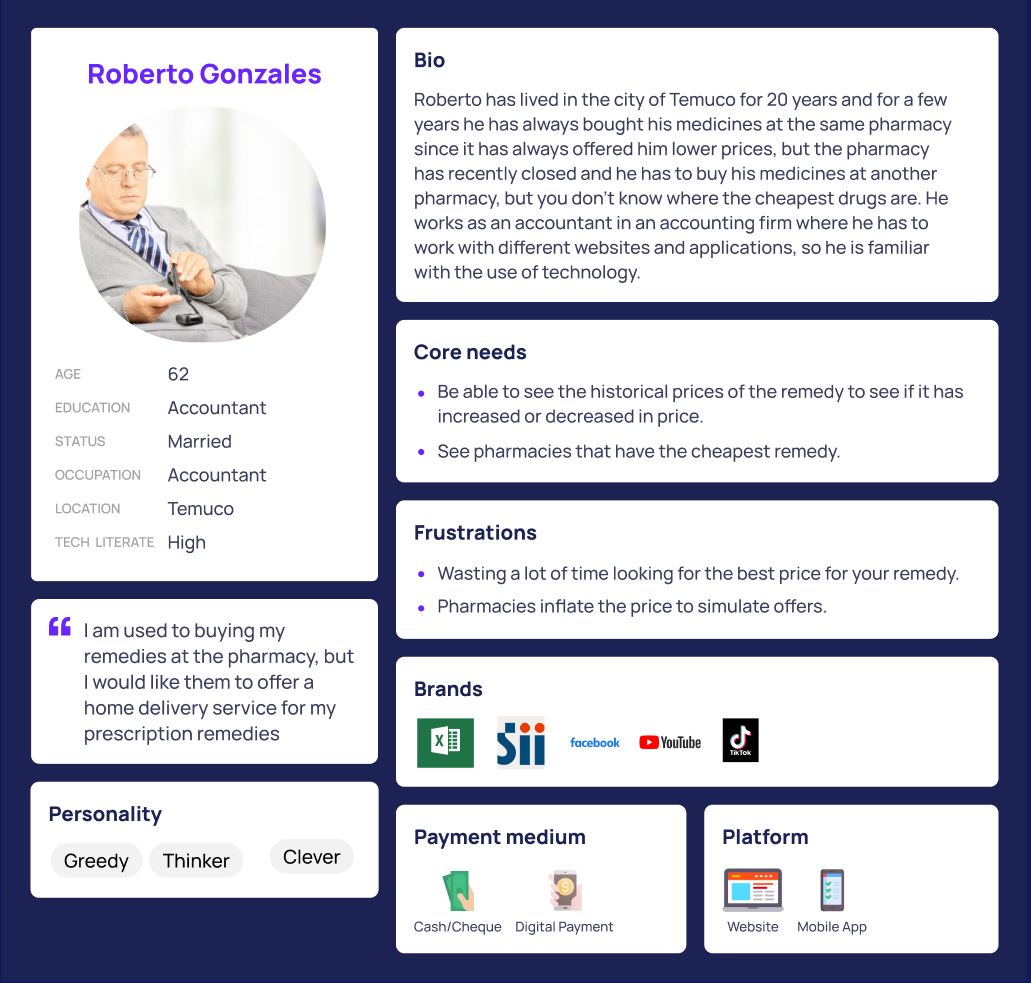 Roberto Gonzales
AGE 62
EDUCATION Accountant
STATUS Married
OCCUPATION Accountant
LOCATION Temuco
TECH LITERATE High
I am used to buying my
remedies at the pharmacy, but
I would like them to offer a
home delivery service for my
prescription remedies
Personality
Greedy Thinker Clever
Bio
Roberto has lived in the city of Temuco for 20 years and for a few
years he has always bought his medicines at the same pharmacy
since it has always offered him lower prices, but the pharmacy
has recently closed and he has to buy his medicines at another
pharmacy, but you don't know where the cheapest drugs are. He
works as an accountant in an accounting firm where he has to
work with different websites and applications, so he is familiar
with the use of technology.
Core needs
• Be able to see the historical prices of the remedy to see if it has
increased or decreased in price.
• See pharmacies that have the cheapest remedy.
Frustrations
• Wasting a lot of time looking for the best price for your remedy.
• Pharmacies inflate the price to simulate offers.
Brands
X Sii facebook YouTube TikTok
Payment medium
$
Cash/Cheque Digital Payment
Platform
Website Mobile App